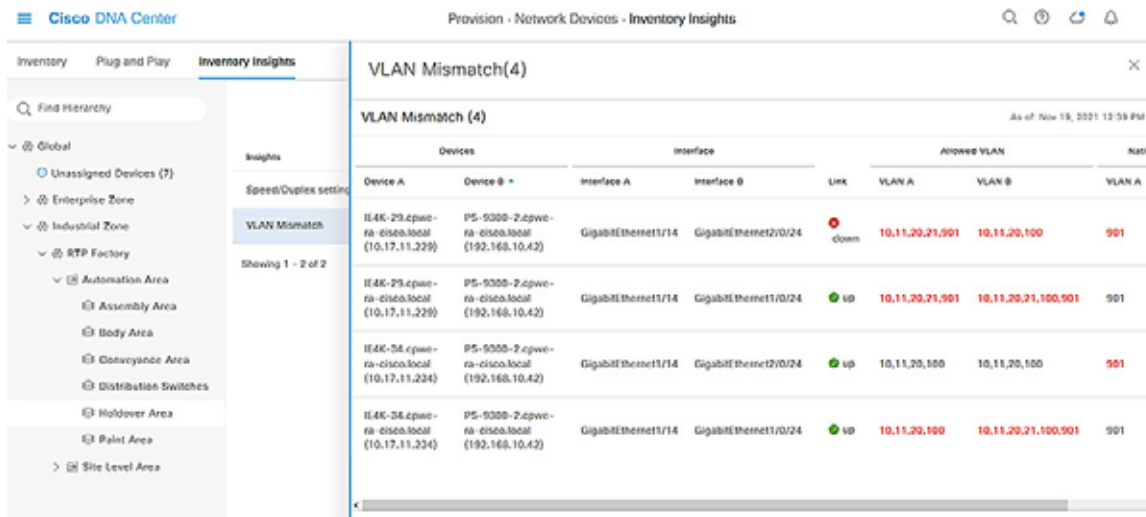 Cisco DNA Center
Provision - Network Devices - Inventory Insights
Inventory Plug and Play Inventory Insights
Find Hierarchy
Global
Unassigned Devices (7)
Enterprise Zone
Industrial Zone
RTP Factory
Automation Area
Assembly Area
Body Area
Conveyance Area
Distribution Switches
Holdover Area
Paint Area
Site Level Area
Insights
Speed/Duplex setting
VLAN Mismatch
Showing 1 - 2 of 2
VLAN Mismatch(4)
VLAN Mismatch (4)
As of: Nov 19, 2021 12:39 PM
Devices Interface Allowed VLAN
Device A Device B Interface A Interface B Link VLAN A VLAN B VLAN A
IE4K-29.cpwe-ra-cisco.local (10.17.11.229) PS-9300-2.cpwe-ra-cisco.local (192.168.10.42) GigabitEthernet1/14 GigabitEthernet2/0/24 down 10,11,20,21,901 10,11,20,100 901
IE4K-29.cpwe-ra-cisco.local (10.17.11.229) PS-9300-2.cpwe-ra-cisco.local (192.168.10.42) GigabitEthernet1/14 GigabitEthernet1/0/24 up 10,11,20,21,901 10,11,20,21,100,901 901
IE4K-34.cpwe-ra-cisco.local (10.17.11.234) PS-9300-2.cpwe-ra-cisco.local (192.168.10.42) GigabitEthernet1/14 GigabitEthernet2/0/24 up 10,11,20,100 10,11,20,100 901
IE4K-34.cpwe-ra-cisco.local (10.17.11.234) PS-9300-2.cpwe-ra-cisco.local (192.168.10.42) GigabitEthernet1/14 GigabitEthernet1/0/24 up 10,11,20,100 10,11,20,21,100,901 901